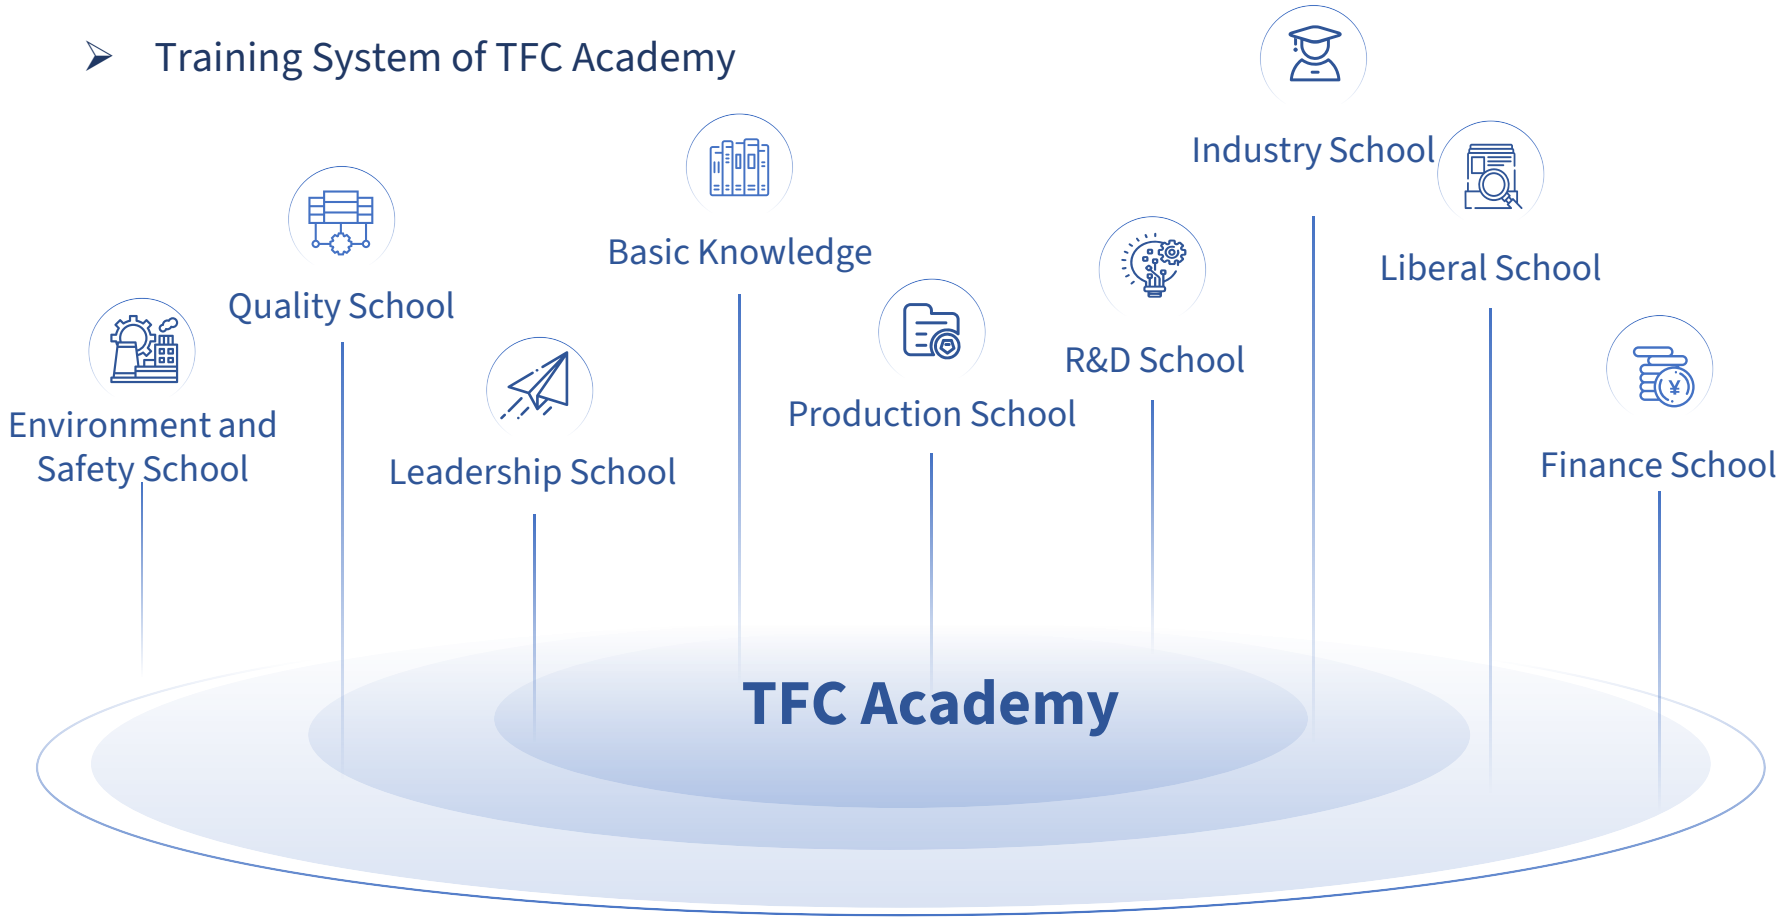 Training System of TFC Academy
Industry School
Basic Knowledge
Liberal School
Quality School
R&D School
Production School
Environment and
Safety School
Leadership School
Finance School
¥
TFC Academy